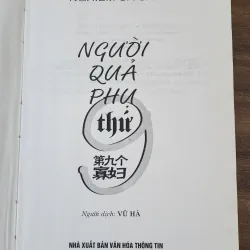 NGƯỜI
QUẢ
PHỤ
thứ
9
第九个
寡妇
Người dịch: VŨ HÀ
NHÀ XUẤT BẢN VĂN HÓA THÔNG TIN